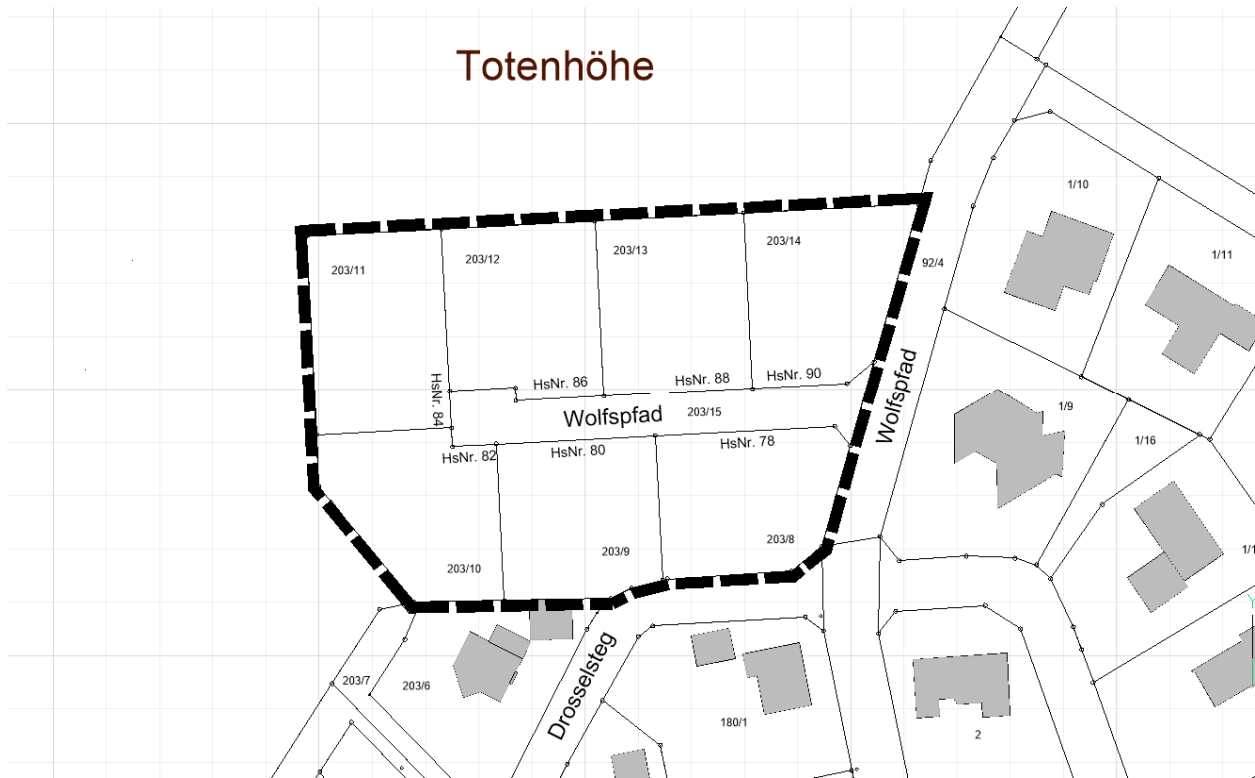 Totenhöhe
1/10
1/11
203/14
203/13
203/12
203/11
92/4
HsNr. 90
HsNr. 88
HsNr. 86
HsNr. 84
Wolfspfad
203/15
Wolfspfad
1/9
1/16
HsNr. 78
HsNr. 80
HsNr. 82
203/8
203/9
203/10
203/7
203/6
Drosselsteg
180/1
2
Y